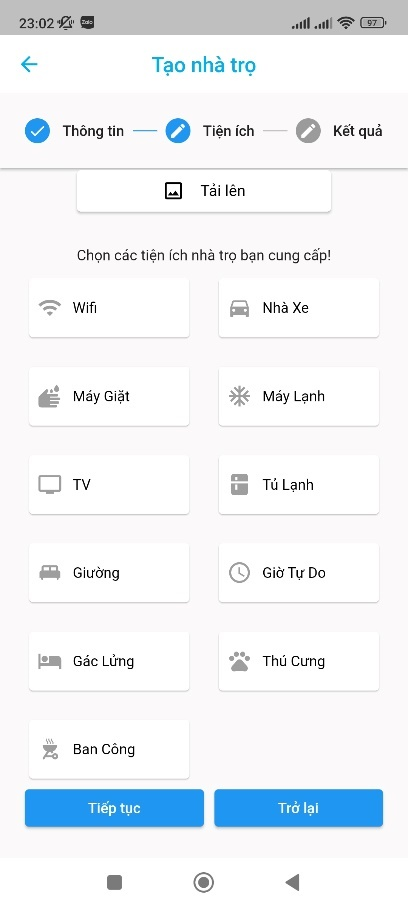 23:02 Zalo 97
Tạo nhà trọ
Thông tin Tiện ích Kết quả
Tải lên
Chọn các tiện ích nhà trọ bạn cung cấp!
Wifi Nhà Xe
Máy Giặt Máy Lạnh
TV Tủ Lạnh
Giường Giờ Tự Do
Gác Lửng Thú Cưng
Ban Công
Tiếp tục Trở lại